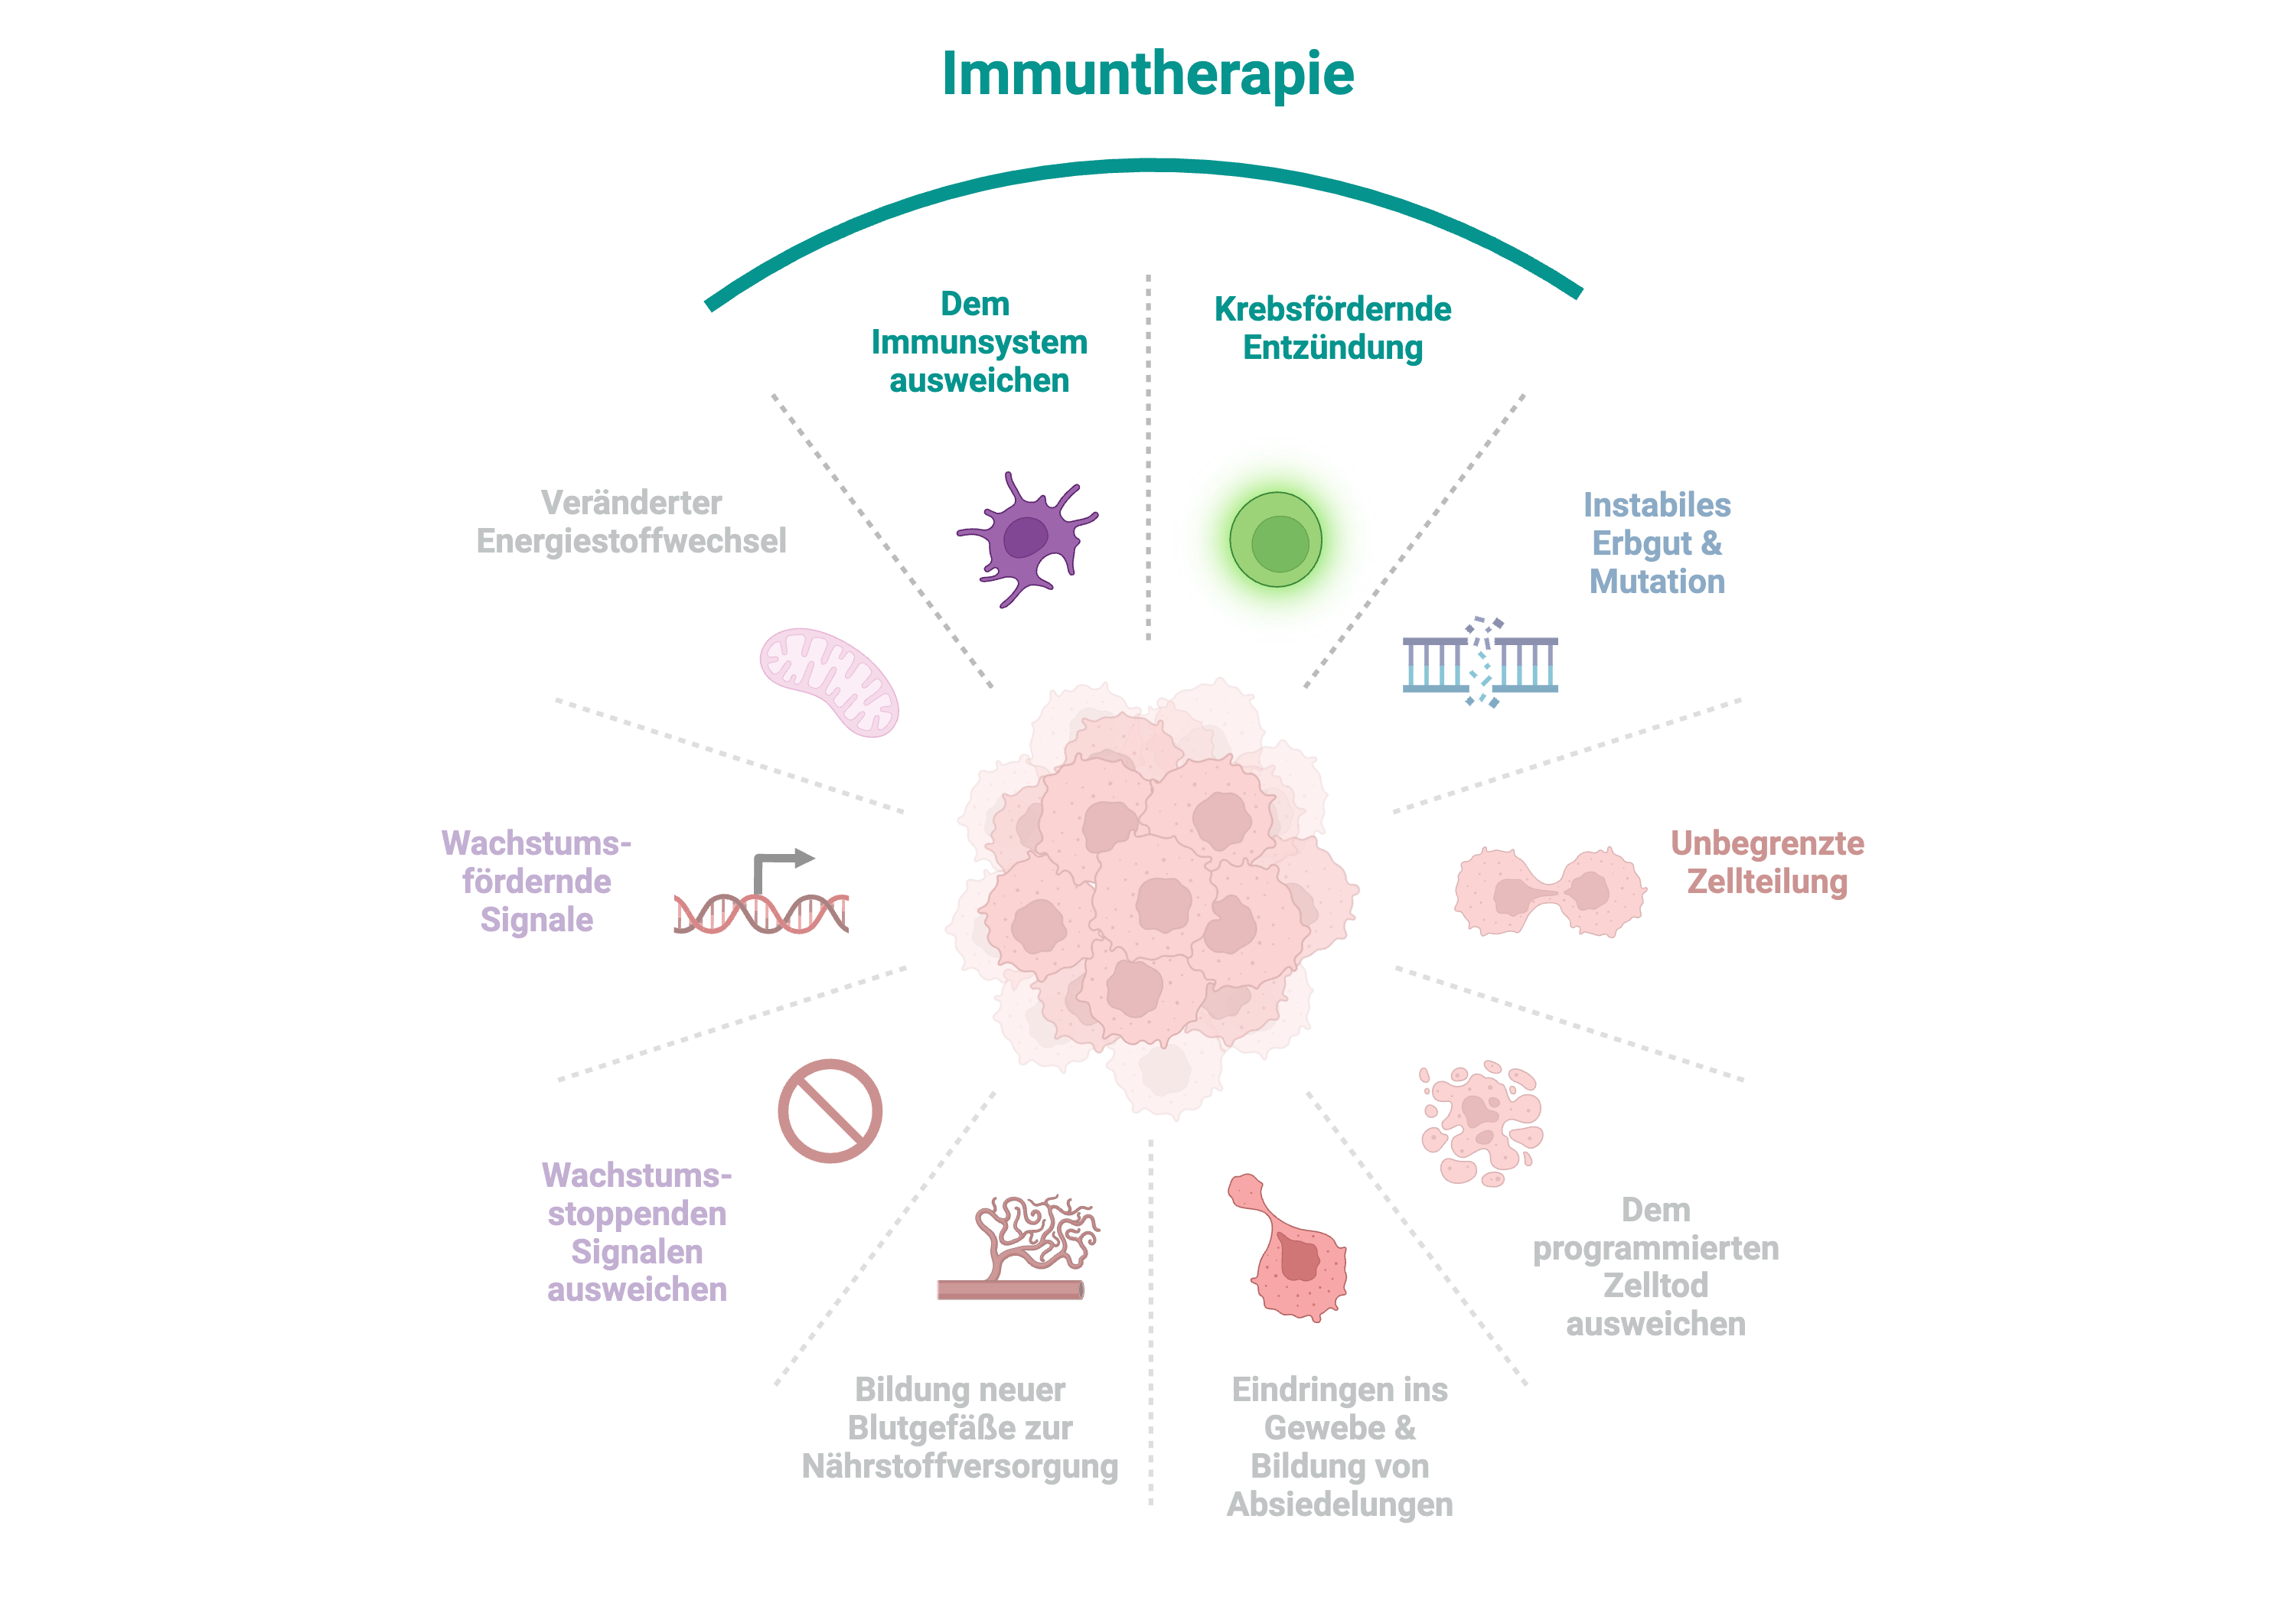 Immuntherapie
Dem
Immunsystem
ausweichen
Krebsfördernde
Entzündung
Instabiles
Erbgut &
Mutation
Unbegrenzte
Zellteilung
Dem
programmierten
Zelltod
ausweichen
Eindringen ins
Gewebe &
Bildung von
Absiedelungen
Bildung neuer
Blutgefäße zur
Nährstoffversorgung
Wachstums-
stoppenden
Signalen
ausweichen
Wachstums-
fördernde
Signale
Veränderter
Energiestoffwechsel